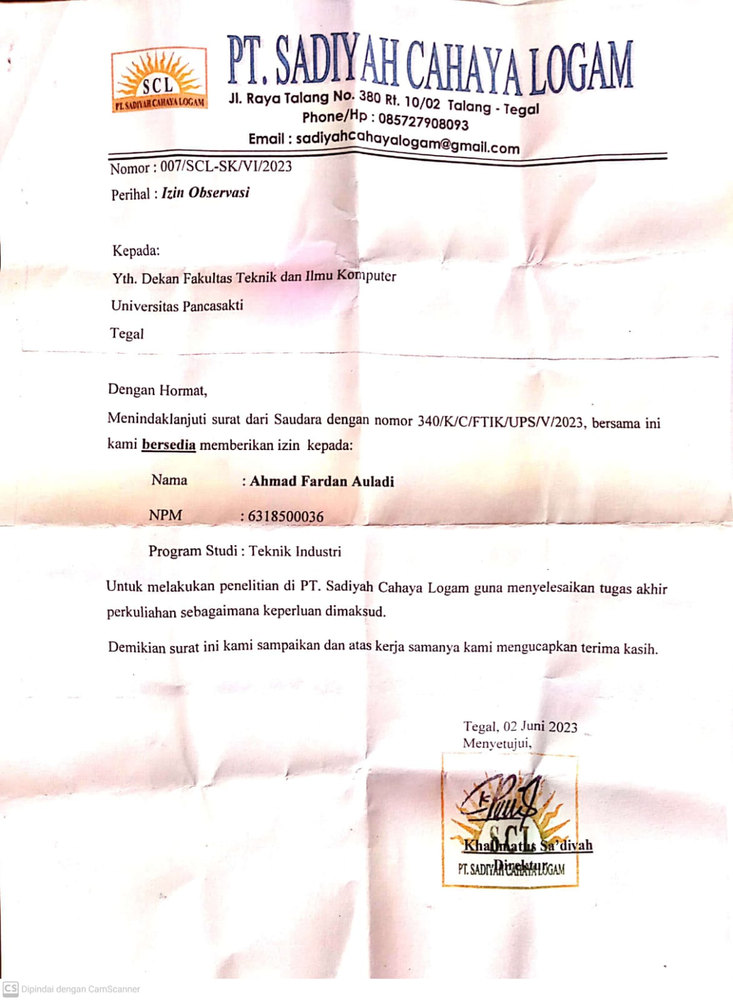 SCL
PT. SADIYAH CAHAYA LOGAM
PT. SADIYAH CAHAYA LOGAM
Jl. Raya Talang No. 380 Rt. 10/02 Talang - Tegal
Phone/Hp : 085727908093
Email : sadiyahcahayalogam@gmail.com
Nomor : 007/SCL-SK/VI/2023
Perihal : Izin Observasi
Kepada:
Yth. Dekan Fakultas Teknik dan Ilmu Komputer
Universitas Pancasakti
Tegal
Dengan Hormat,
Menindaklanjuti surat dari Saudara dengan nomor 340/K/C/FTIK/UPS/V/2023, bersama ini
kami bersedia memberikan izin kepada:
Nama : Ahmad Fardan Auladi
NPM : 6318500036
Program Studi : Teknik Industri
Untuk melakukan penelitian di PT. Sadiyah Cahaya Logam guna menyelesaikan tugas akhir
perkuliahan sebagaimana keperluan dimaksud.
Demikian surat ini kami sampaikan dan atas kerja samanya kami mengucapkan terima kasih.
Tegal, 02 Juni 2023
Menyetujui,
SCL
Sa'diyah
Direktur
PT. SADIYAH CAHAYA LOGAM
CS Dipindai dengan CamScanner